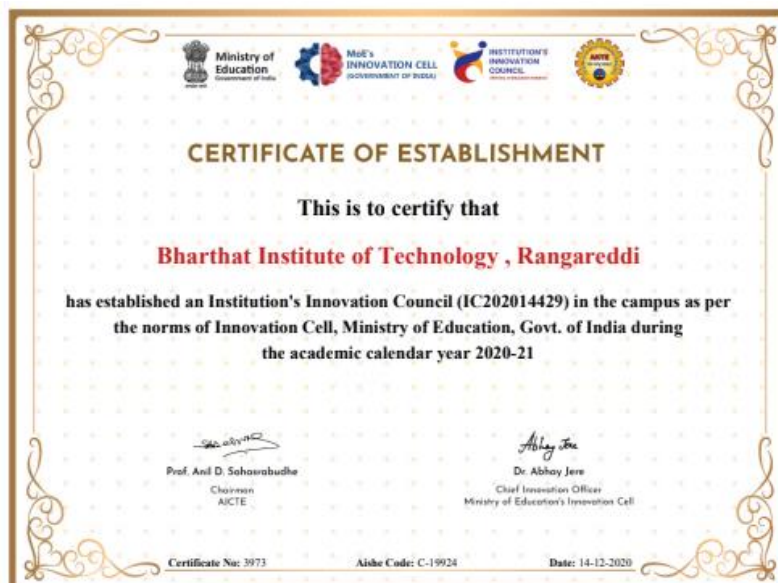 Ministry of
Education
Government of India
MoE's
INNOVATION CELL
(GOVERNMENT OF INDIA)
INSTITUTION'S
INNOVATION
COUNCIL
AICTE
CERTIFICATE OF ESTABLISHMENT
This is to certify that
Bharthat Institute of Technology , Rangareddi
has established an Institution's Innovation Council (IC202014429) in the campus as per
the norms of Innovation Cell, Ministry of Education, Govt. of India during
the academic calendar year 2020-21
Abhay Jere
Prof. Anil D. Sahasrabudhe
Dr. Abhay Jere
Chairman
Chief Innovation Officer
AICTE
Ministry of Education's Innovation Cell
Certificate No: 3973 Aishe Code: C-19924 Date: 14-12-2020